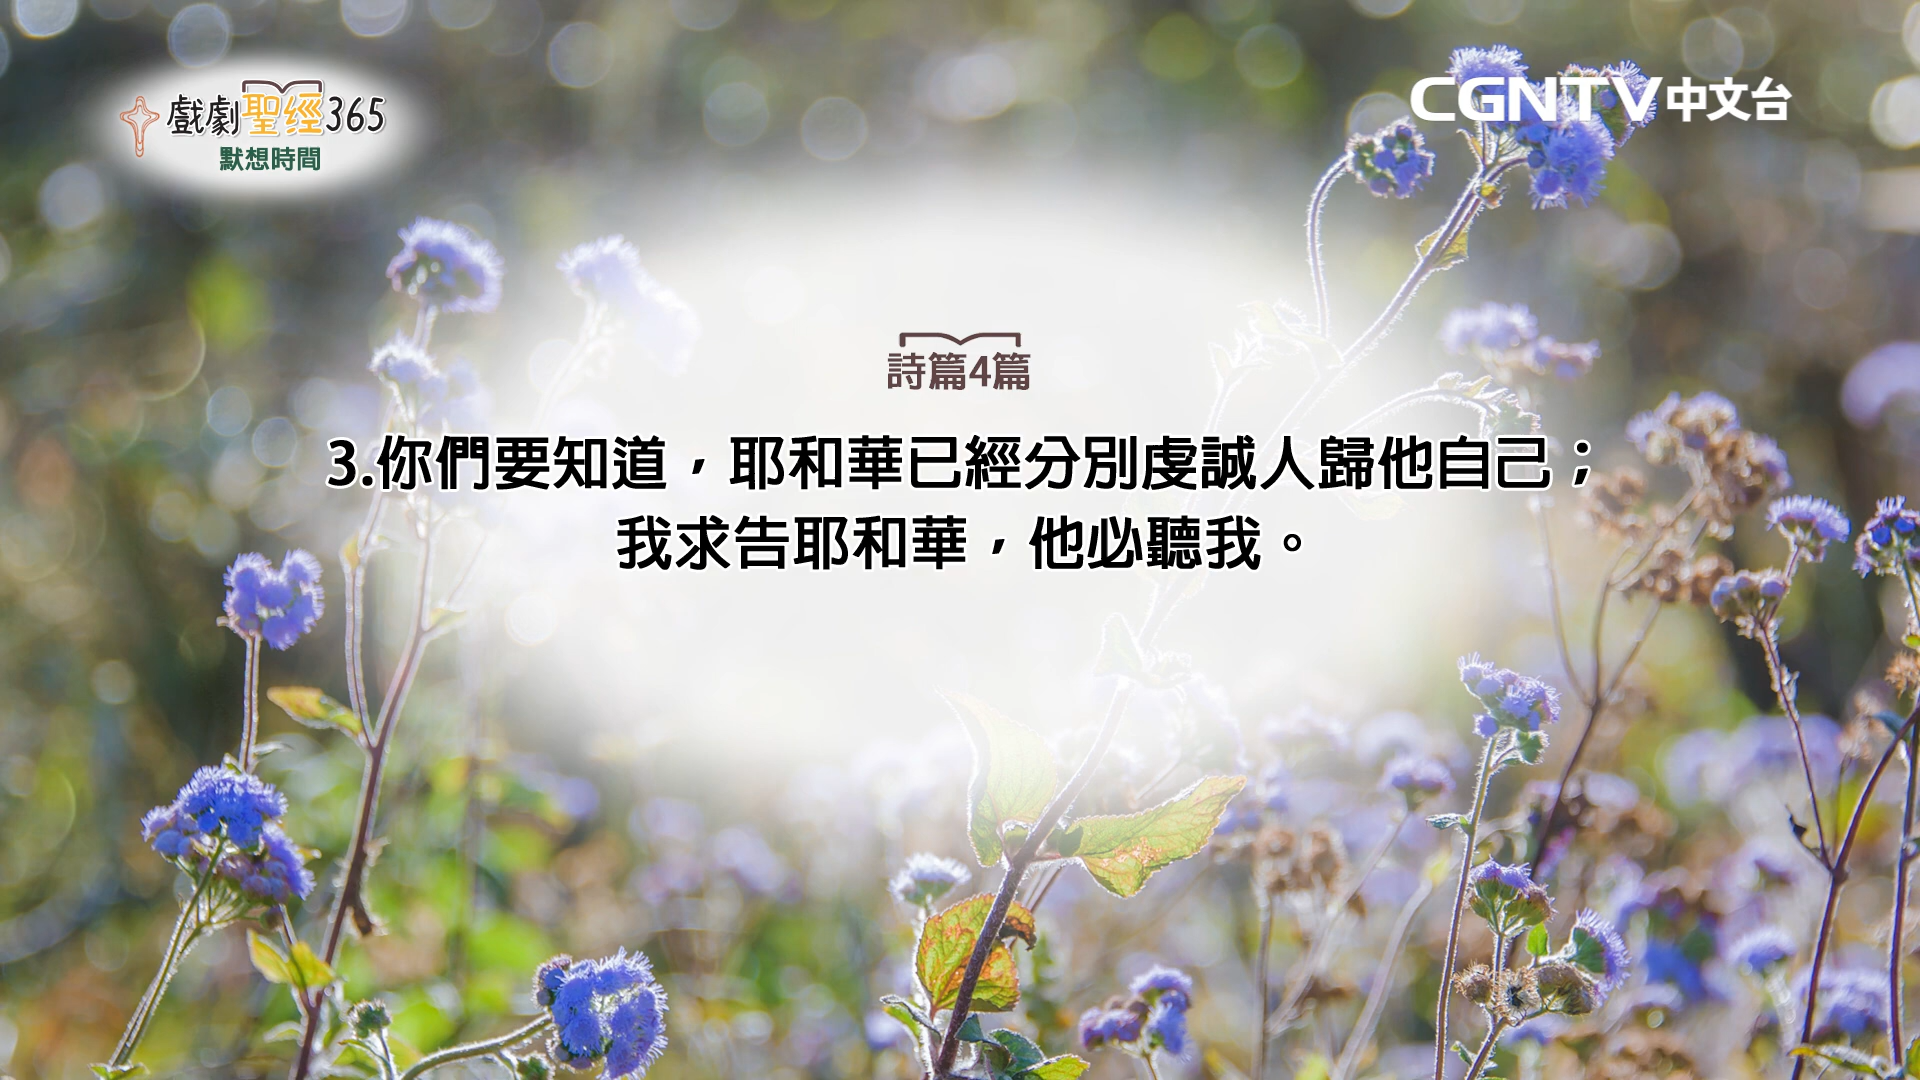 戲劇聖經365
默想時間
CGNTV中文台
詩篇4篇
3.你們要知道，耶和華已經分別虔誠人歸他自己；
我求告耶和華，他必聽我。